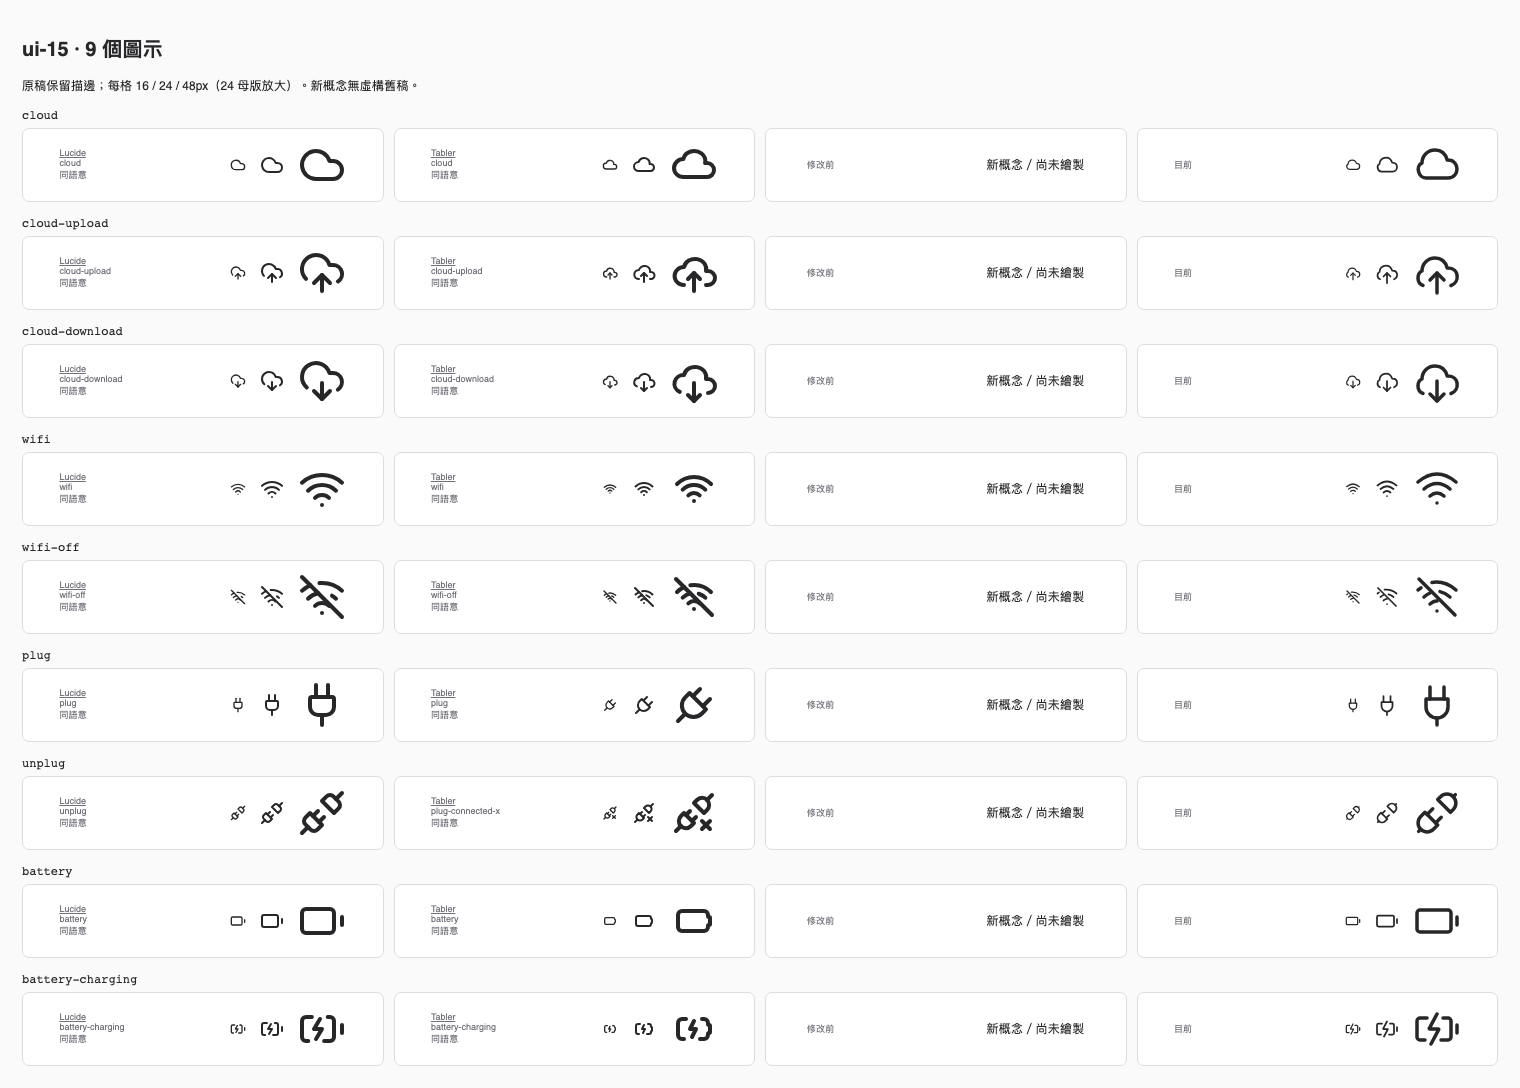 ui-15 · 9 個圖示
原稿保留描邊；每格 16 / 24 / 48px（24 母版放大）。新概念無虛構舊稿。
cloud
Lucide
cloud
同語意
Tabler
cloud
同語意
修改前
新概念 / 尚未繪製
目前
cloud-upload
Lucide
cloud-upload
同語意
Tabler
cloud-upload
同語意
修改前
新概念 / 尚未繪製
目前
cloud-download
Lucide
cloud-download
同語意
Tabler
cloud-download
同語意
修改前
新概念 / 尚未繪製
目前
wifi
Lucide
wifi
同語意
Tabler
wifi
同語意
修改前
新概念 / 尚未繪製
目前
wifi-off
Lucide
wifi-off
同語意
Tabler
wifi-off
同語意
修改前
新概念 / 尚未繪製
目前
plug
Lucide
plug
同語意
Tabler
plug
同語意
修改前
新概念 / 尚未繪製
目前
unplug
Lucide
unplug
同語意
Tabler
plug-connected-x
同語意
修改前
新概念 / 尚未繪製
目前
battery
Lucide
battery
同語意
Tabler
battery
同語意
修改前
新概念 / 尚未繪製
目前
battery-charging
Lucide
battery-charging
同語意
Tabler
battery-charging
同語意
修改前
新概念 / 尚未繪製
目前